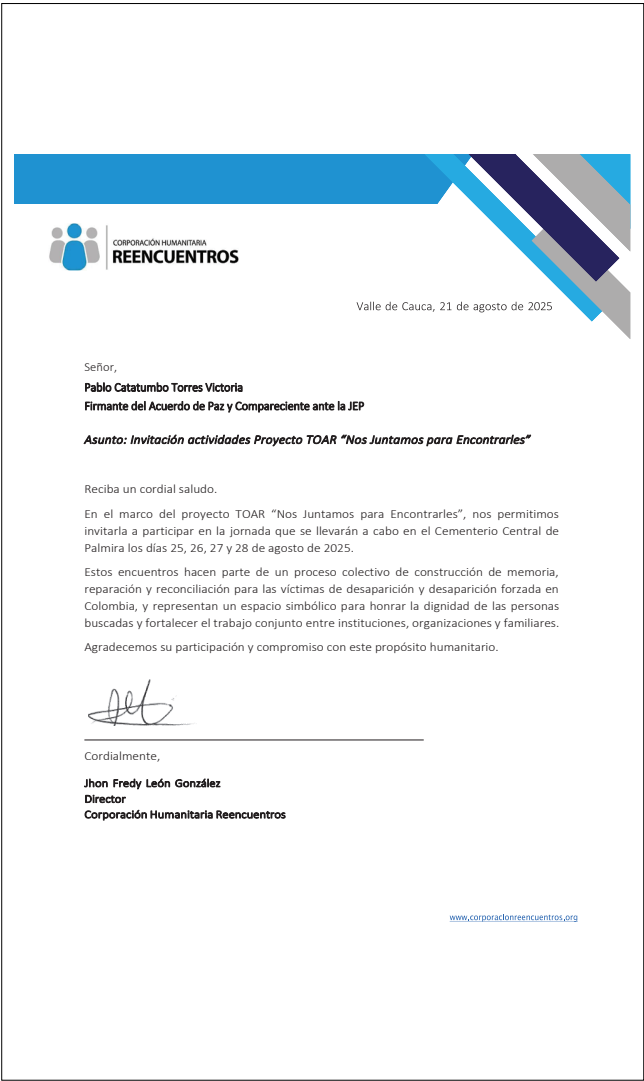 CORPORACIÓN HUMANITARIA
REENCUENTROS
Valle de Cauca, 21 de agosto de 2025
Señor,
Pablo Catatumbo Torres Victoria
Firmante del Acuerdo de Paz y Compareciente ante la JEP
Asunto: Invitación actividades Proyecto TOAR “Nos Juntamos para Encontrarles”
Reciba un cordial saludo.
En el marco del proyecto TOAR “Nos Juntamos para Encontrarles”, nos permitimos
invitarla a participar en la jornada que se llevarán a cabo en el Cementerio Central de
Palmira los días 25, 26, 27 y 28 de agosto de 2025.
Estos encuentros hacen parte de un proceso colectivo de construcción de memoria,
reparación y reconciliación para las víctimas de desaparición y desaparición forzada en
Colombia, y representan un espacio simbólico para honrar la dignidad de las personas
buscadas y fortalecer el trabajo conjunto entre instituciones, organizaciones y familiares.
Agradecemos su participación y compromiso con este propósito humanitario.
Cordialmente,
Jhon Fredy León González
Director
Corporación Humanitaria Reencuentros
www.corporacionreencuentros.org